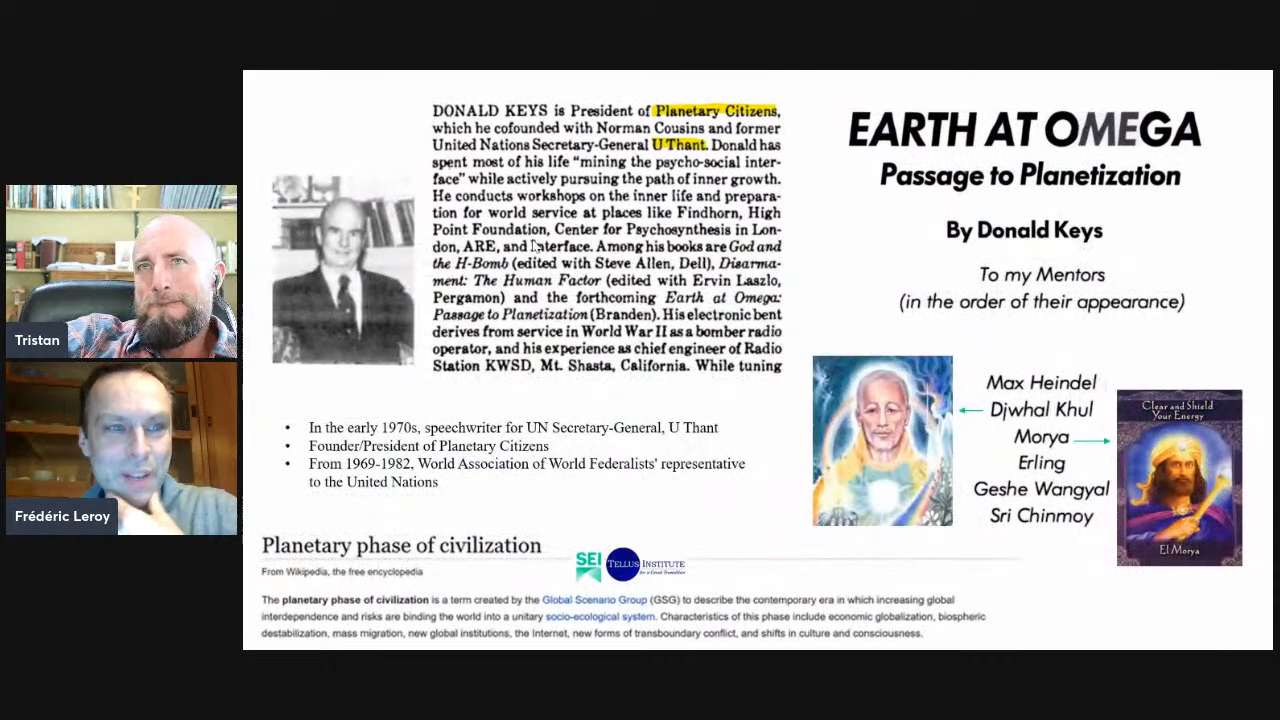 DONALD KEYS is President of Planetary Citizens,
which he cofounded with Norman Cousins and former
United Nations Secretary-General U Thant. Donald has
spent most of his life "mining the psycho-social inter-
face" while actively pursuing the path of inner growth.
He conducts workshops on the inner life and prepara-
tion for world service at places like Findhorn, High
Point Foundation, Center for Psychosynthesis in Lon-
don, ARE, and Interface. Among his books are God and
the H-Bomb (edited with Steve Allen, Dell), Disarma-
ment: The Human Factor (edited with Ervin Laszlo,
Pergamon) and the forthcoming Earth at Omega:
Passage to Planetization (Branden). His electronic bent
derives from service in World War II as a bomber radio
operator, and his experience as chief engineer of Radio
Station KWSD, Mt. Shasta, California. While tuning
EARTH AT OMEGA
Passage to Planetization
By Donald Keys
To my Mentors
(in the order of their appearance)
Max Heindel
Djwhal Khul
Morya
Erling
Geshe Wangyal
Sri Chinmoy
Clear and Shield
Your Energy
El Morya
Tristan
Frédéric Leroy
• In the early 1970s, speechwriter for UN Secretary-General, U Thant
• Founder/President of Planetary Citizens
• From 1969-1982, World Association of World Federalists' representative
to the United Nations
Planetary phase of civilization
From Wikipedia, the free encyclopedia
SEI
TELLUS INSTITUTE
for a Great Transition
The planetary phase of civilization is a term created by the Global Scenario Group (GSG) to describe the contemporary era in which increasing global
interdependence and risks are binding the world into a unitary socio-ecological system. Characteristics of this phase include economic globalization, biospheric
destabilization, mass migration, new global institutions, the Internet, new forms of transboundary conflict, and shifts in culture and consciousness.